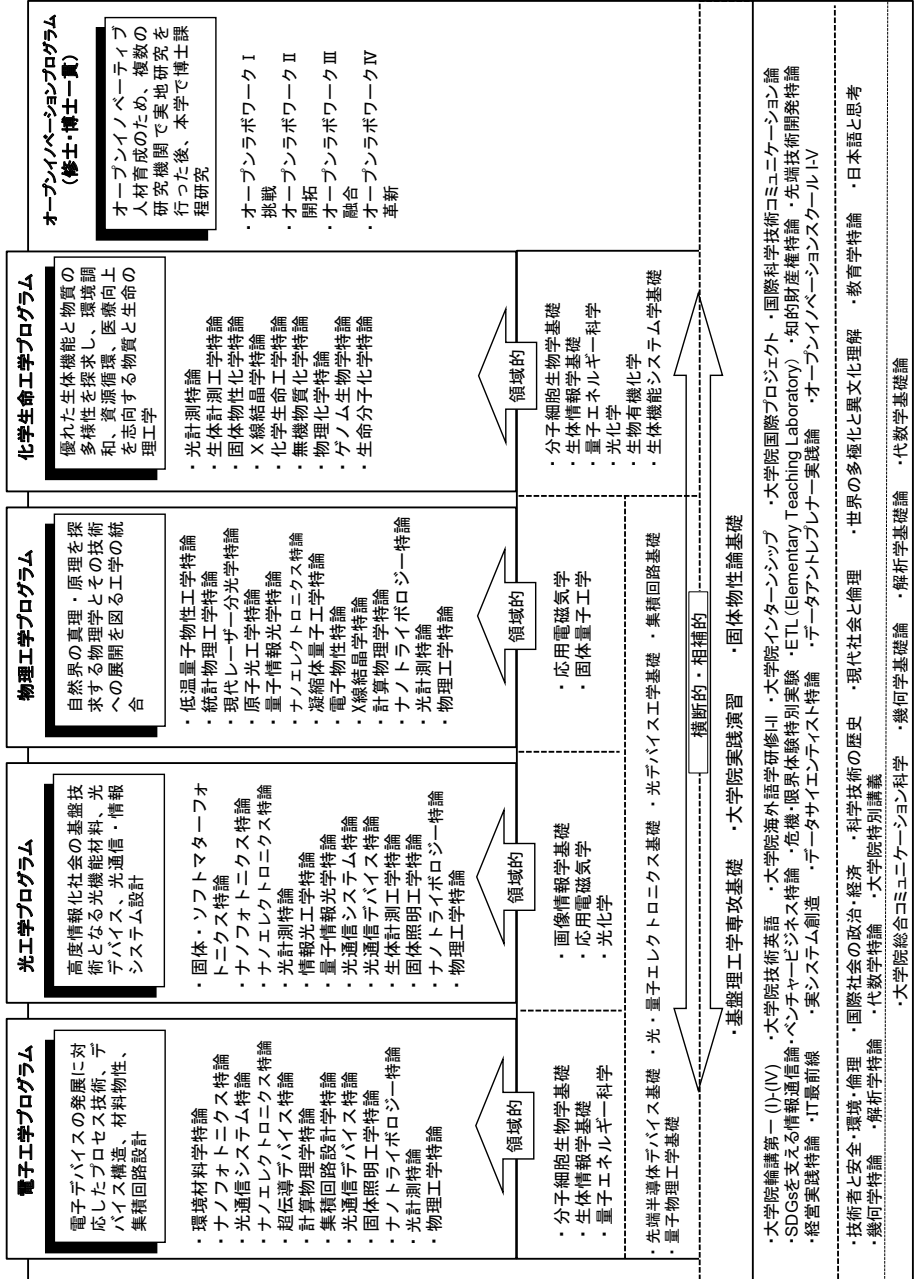 電子工学プログラム
電子デバイスの発展に対
応したプロセス技術、デ
バイス構造、材料物性、
集積回路設計
・環境材料学特論
・ナノフォトニクス特論
・光通信システム特論
・ナノエレクトロニクス特論
・超伝導デバイス特論
・計算物理学特論
・集積回路設計学特論
・光通信デバイス特論
・固体照明工学特論
・ナノトライボロジー特論
・光計測特論
・物理工学特論
領域的
・分子細胞生物学基礎
・生体情報学基礎
・量子エネルギー科学
光工学プログラム
高度情報化社会の基盤技
術となる光機能材料、光
デバイス、光通信・情報
システム設計
・固体・ソフトマターフォ
トニクス特論
・ナノフォトニクス特論
・ナノエレクトロニクス特論
・光計測特論
・情報光工学特論
・量子情報光学特論
・光通信システム特論
・光通信デバイス特論
・生体計測工学特論
・固体照明工学特論
・ナノトライボロジー特論
・物理工学特論
領域的
・画像情報学基礎
・応用電磁気学
・光化学
物理工学プログラム
自然界の真理・原理を探
求する物理学とその技術
への展開を図る工学の統
合
・低温量子物性工学特論
・統計物理工学特論
・現代レーザー分光学特論
・原子光工学特論
・量子情報光学特論
・ナノエレクトロニクス特論
・凝縮体量子工学特論
・電子物性特論
・X線結晶学特論
・計算物理学特論
・ナノトライボロジー特論
・光計測特論
・物理工学特論
領域的
・応用電磁気学
・固体量子工学
化学生命工学プログラム
優れた生体機能と物質の
多様性を探求し、環境調
和、資源循環、医療向上
を志向する物質と生命の
理工学
・光計測特論
・生体計測工学特論
・固体物性化学特論
・X線結晶学特論
・化学生命工学特論
・無機物質化学特論
・物理化学特論
・ゲノム生物学特論
・生命分子化学特論
領域的
・分子細胞生物学基礎
・生体情報学基礎
・量子エネルギー科学
・光化学
・生物有機化学
・生体機能システム学基礎
オープンイノベーションプログラム
（修士・博士一貫）
オープンイノベーティブ
人材育成のため、複数の
研究機関で実地研究を
行った後、本学で博士課
程研究
・オープンラボワークⅠ
挑戦
・オープンラボワークⅡ
開拓
・オープンラボワークⅢ
融合
・オープンラボワークⅣ
革新
・先端半導体デバイス基礎 ・光・量子エレクトロニクス基礎 ・光デバイス工学基礎 ・集積回路基礎
・量子物理工学基礎
横断的・相補的
・基盤理工学専攻基礎 ・大学院実践演習 ・固体物性論基礎
・大学院輪講第一 (I)-(IV) ・大学院技術英語 ・大学院海外語学研修I-II ・大学院インターンシップ ・大学院国際プロジェクト ・国際科学技術コミュニケーション論
・SDGsを支える情報通信論 ・ベンチャービジネス特論 ・危機・限界体験特別実験 ・ETL (Elementary Teaching Laboratory) ・知的財産権特論 ・先端技術開発特論
・経営実践特論 ・IT最前線 ・実システム創造 ・データサイエンティスト特論 ・データアントレプレナー実践論 ・オープンイノベーションスクール I-V
・技術者と安全・環境・倫理 ・国際社会の政治・経済 ・科学技術の歴史 ・現代社会と倫理 ・世界の多極化と異文化理解 ・教育学特論 ・日本語と思考
・幾何学特論 ・解析学特論 ・代数学特論 ・大学院特別講義
・大学院総合コミュニケーション科学 ・幾何学基礎論 ・解析学基礎論 ・代数学基礎論